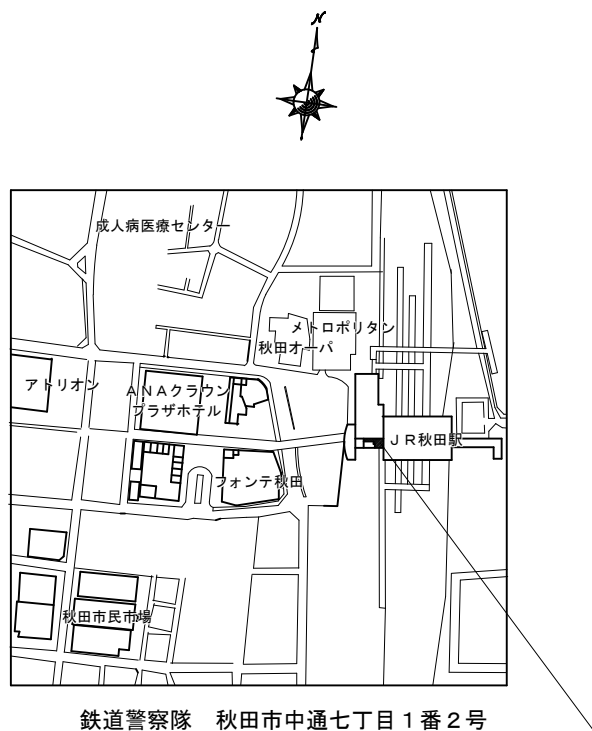 N
成人病医療センター
メトロポリタン
秋田オーパ
アトリオン
ＡＮＡクラウン
プラザホテル
ＪＲ秋田駅
フォンテ秋田
秋田市民市場
鉄道警察隊　秋田市中通七丁目１番２号